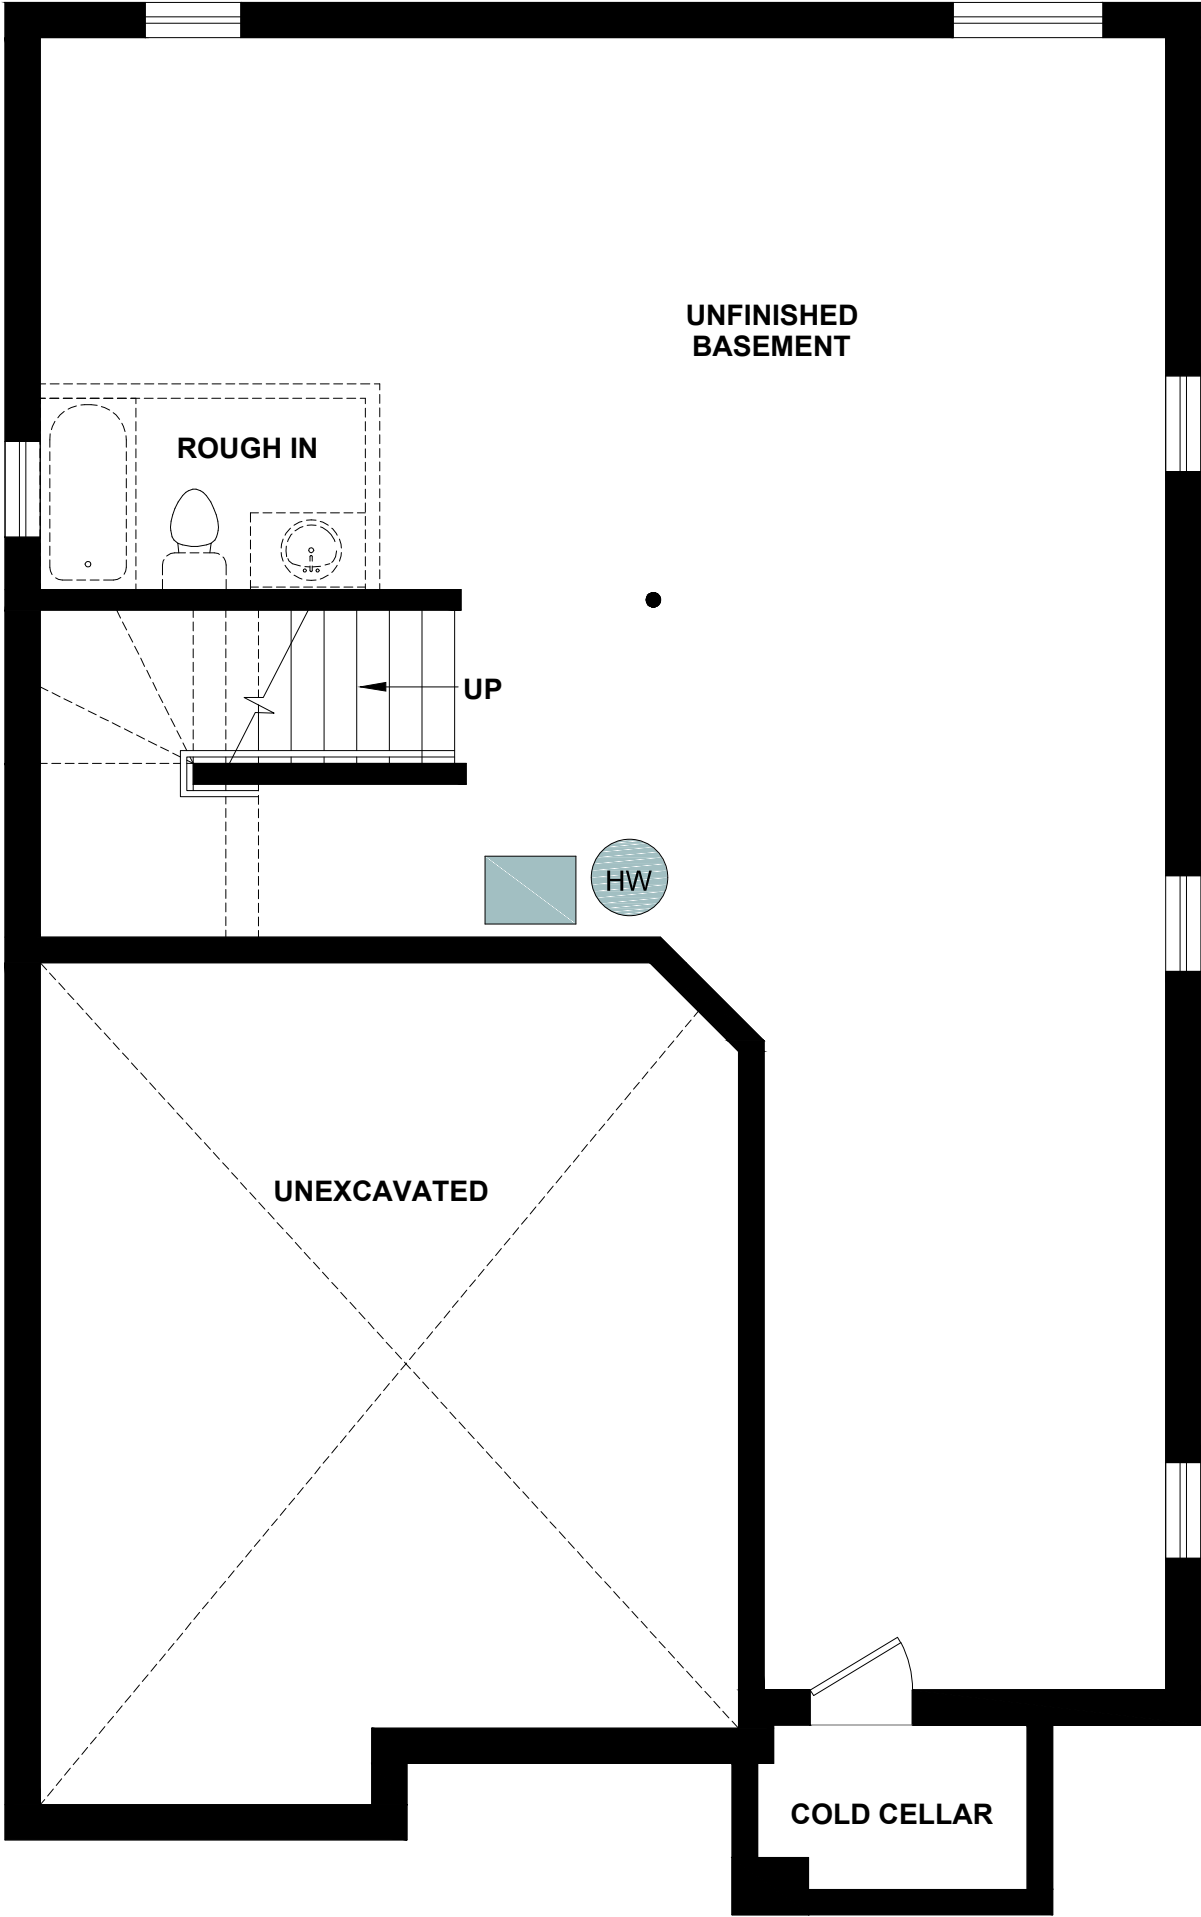 UNFINISHED
BASEMENT
ROUGH IN
UP
HW
UNEXCAVATED
COLD CELLAR